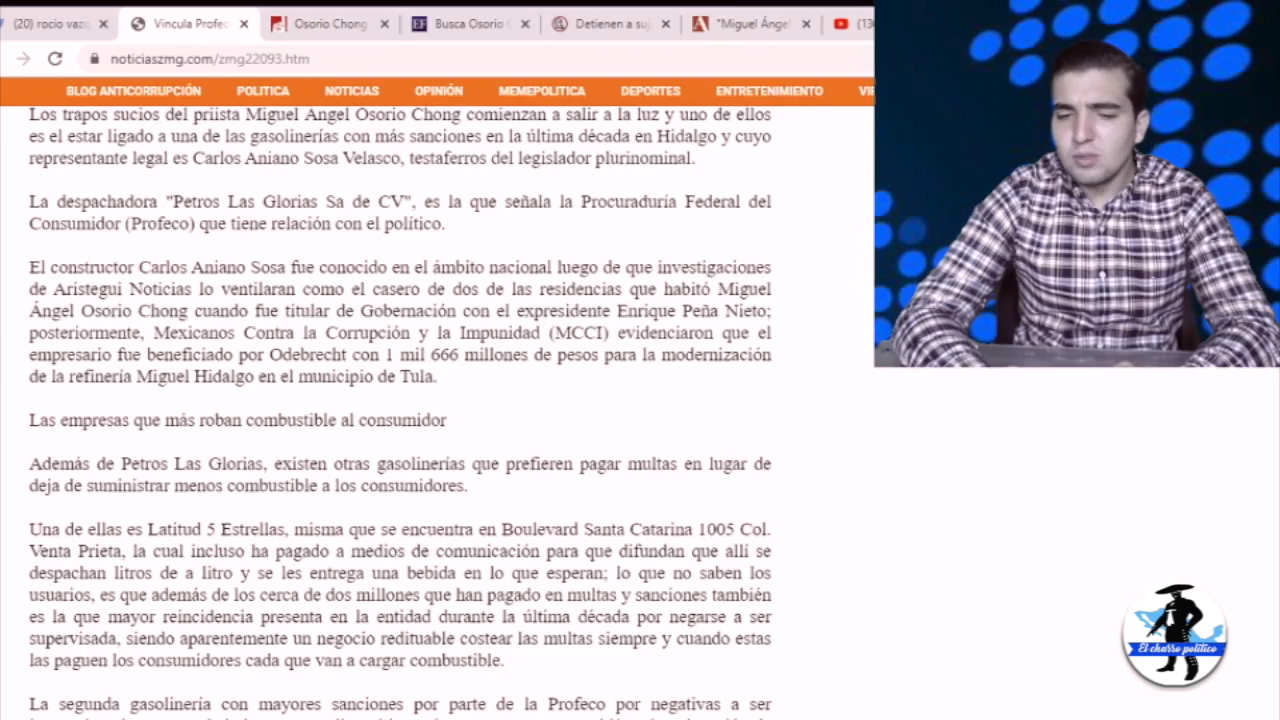 (20) rocio vaz
Vincula Profe
Osorio Chong
Busca Osorio
Detienen a su
"Miguel Ánge
noticiaszmg.com/zmg22093.htm
BLOG ANTICORRUPCIÓN
POLITICA
NOTICIAS
OPINIÓN
MEMEPOLITICA
DEPORTES
ENTRETENIMIENTO
Los trapos sucios del priista Miguel Angel Osorio Chong comienzan a salir a la luz y uno de ellos
es el estar ligado a una de las gasolinerías con más sanciones en la última década en Hidalgo y cuyo
representante legal es Carlos Aniano Sosa Velasco, testaferros del legislador plurinominal.
La despachadora "Petros Las Glorias Sa de CV", es la que señala la Procuraduría Federal del
Consumidor (Profeco) que tiene relación con el político.
El constructor Carlos Aniano Sosa fue conocido en el ámbito nacional luego de que investigaciones
de Aristegui Noticias lo ventilaran como el casero de dos de las residencias que habitó Miguel
Ángel Osorio Chong cuando fue titular de Gobernación con el expresidente Enrique Peña Nieto;
posteriormente, Mexicanos Contra la Corrupción y la Impunidad (MCCI) evidenciaron que el
empresario fue beneficiado por Odebrecht con 1 mil 666 millones de pesos para la modernización
de la refinería Miguel Hidalgo en el municipio de Tula.
Las empresas que más roban combustible al consumidor
Además de Petros Las Glorias, existen otras gasolinerías que prefieren pagar multas en lugar de
deja de suministrar menos combustible a los consumidores.
Una de ellas es Latitud 5 Estrellas, misma que se encuentra en Boulevard Santa Catarina 1005 Col.
Venta Prieta, la cual incluso ha pagado a medios de comunicación para que difundan que allí se
despachan litros de a litro y se les entrega una bebida en lo que esperan; lo que no saben los
usuarios, es que además de los cerca de dos millones que han pagado en multas y sanciones también
es la que mayor reincidencia presenta en la entidad durante la última década por negarse a ser
supervisada, siendo aparentemente un negocio redituable costear las multas siempre y cuando estas
las paguen los consumidores cada que van a cargar combustible.
La segunda gasolinería con mayores sanciones por parte de la Profeco por negativas a ser
El charro político